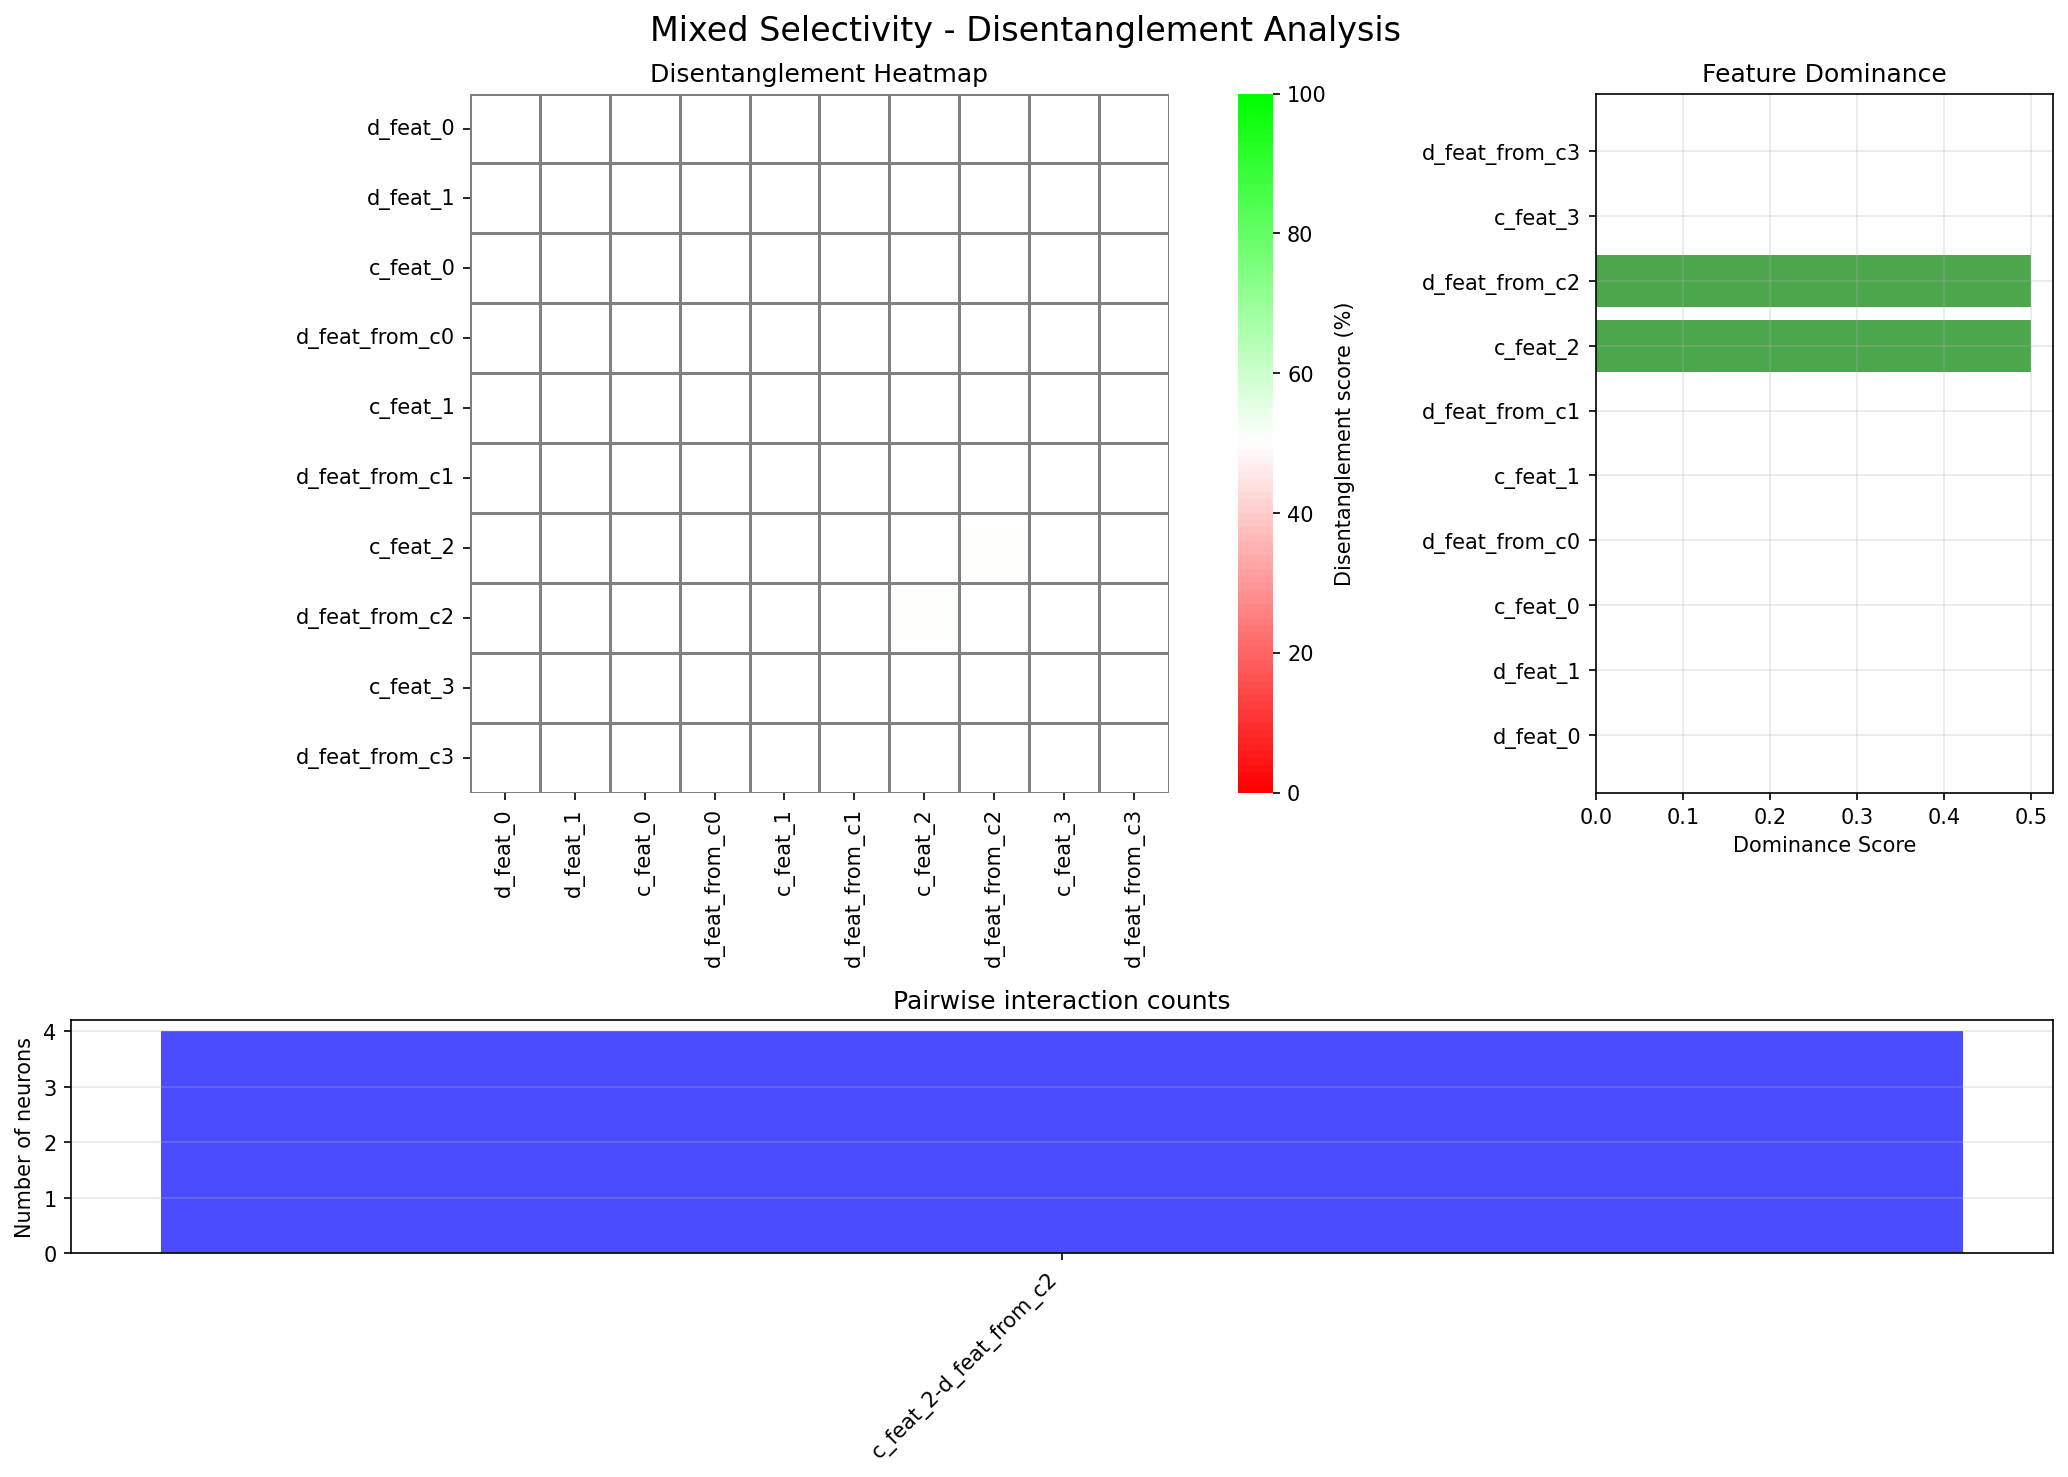 Mixed Selectivity - Disentanglement Analysis
Disentanglement Heatmap
d_feat_0
d_feat_1
c_feat_0
d_feat_from_c0
c_feat_1
d_feat_from_c1
c_feat_2
d_feat_from_c2
c_feat_3
d_feat_from_c3
d_feat_0
d_feat_1
c_feat_0
d_feat_from_c0
c_feat_1
d_feat_from_c1
c_feat_2
d_feat_from_c2
c_feat_3
d_feat_from_c3
100
80
60
40
20
0
Disentanglement score (%)
Feature Dominance
d_feat_from_c3
c_feat_3
d_feat_from_c2
c_feat_2
d_feat_from_c1
c_feat_1
d_feat_from_c0
c_feat_0
d_feat_1
d_feat_0
0.0 0.1 0.2 0.3 0.4 0.5
Dominance Score
Pairwise interaction counts
Number of neurons
4
3
2
1
0
c_feat_2-d_feat_from_c2